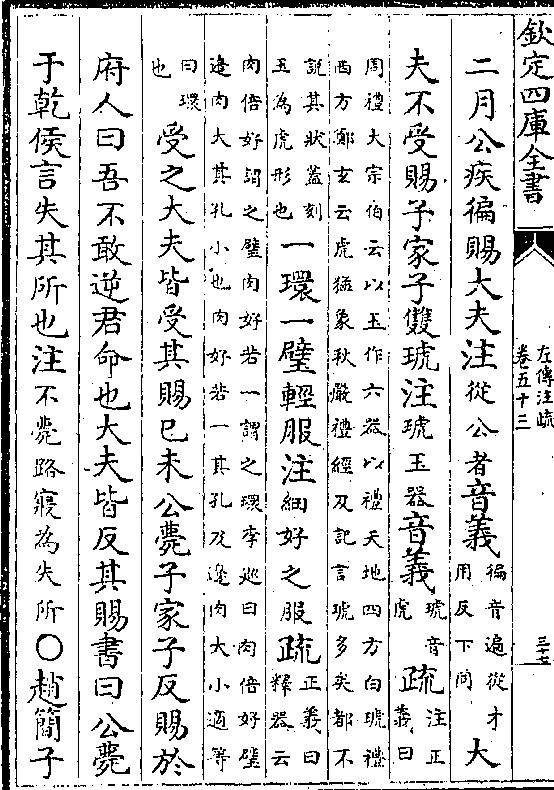 欽定四庫全書
左傳注疏
卷五十三
二月公疾徧賜大夫注從公者音義徧音遍從才用反下同大
夫不受賜子家子雙琥注琥玉器音義琥音虎疏注正義曰
周禮大宗伯云以玉作六器以禮天地四方白琥禮
西方鄭玄云虎猛象秋嚴禮經及記言琥多矣都不
說其狀蓋刻玉為虎形也一環一璧輕服注細好之服疏正義曰釋器云
肉倍好謂之璧肉好若一謂之環李巡曰肉倍好璧
邊肉大其孔小也肉好若一其孔及邊肉大小適等
曰環也受之大夫皆受其賜已未公薨子家子反賜於
府人曰吾不敢逆君命也大夫皆反其賜書曰公薨
于乾侯言失其所也注不薨路寢為失所〇趙簡子